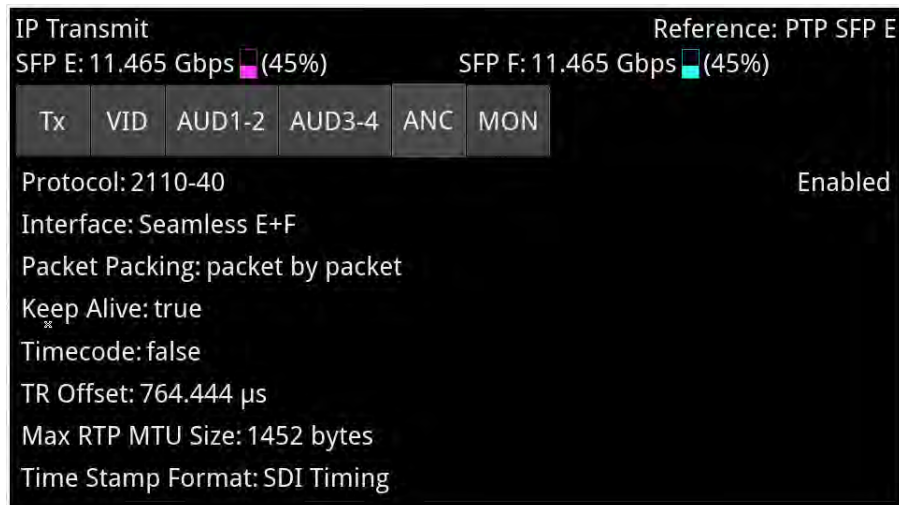 IP Transmit Reference: PTP SFP E
SFP E: 11.465 Gbps (45%) SFP F: 11.465 Gbps (45%)
Tx VID AUD1-2 AUD3-4 ANC MON
Protocol: 2110-40 Enabled
Interface: Seamless E+F
Packet Packing: packet by packet
Keep Alive: true
Timecode: false
TR Offset: 764.444 µs
Max RTP MTU Size: 1452 bytes
Time Stamp Format: SDI Timing